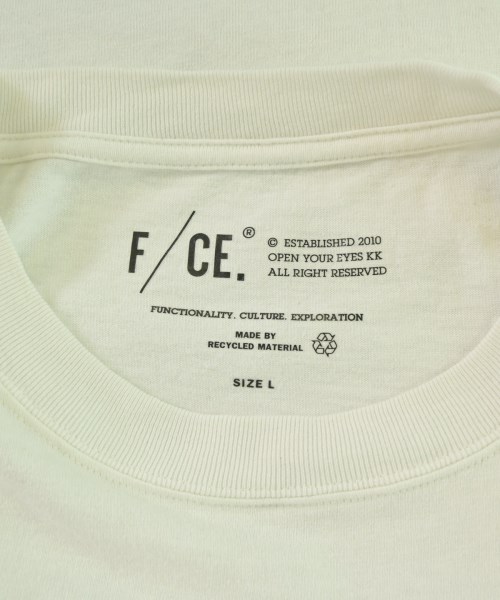 F/CE.®
© ESTABLISHED 2010
OPEN YOUR EYES KK
ALL RIGHT RESERVED
FUNCTIONALITY. CULTURE. EXPLORATION
MADE BY
RECYCLED MATERIAL
SIZE L